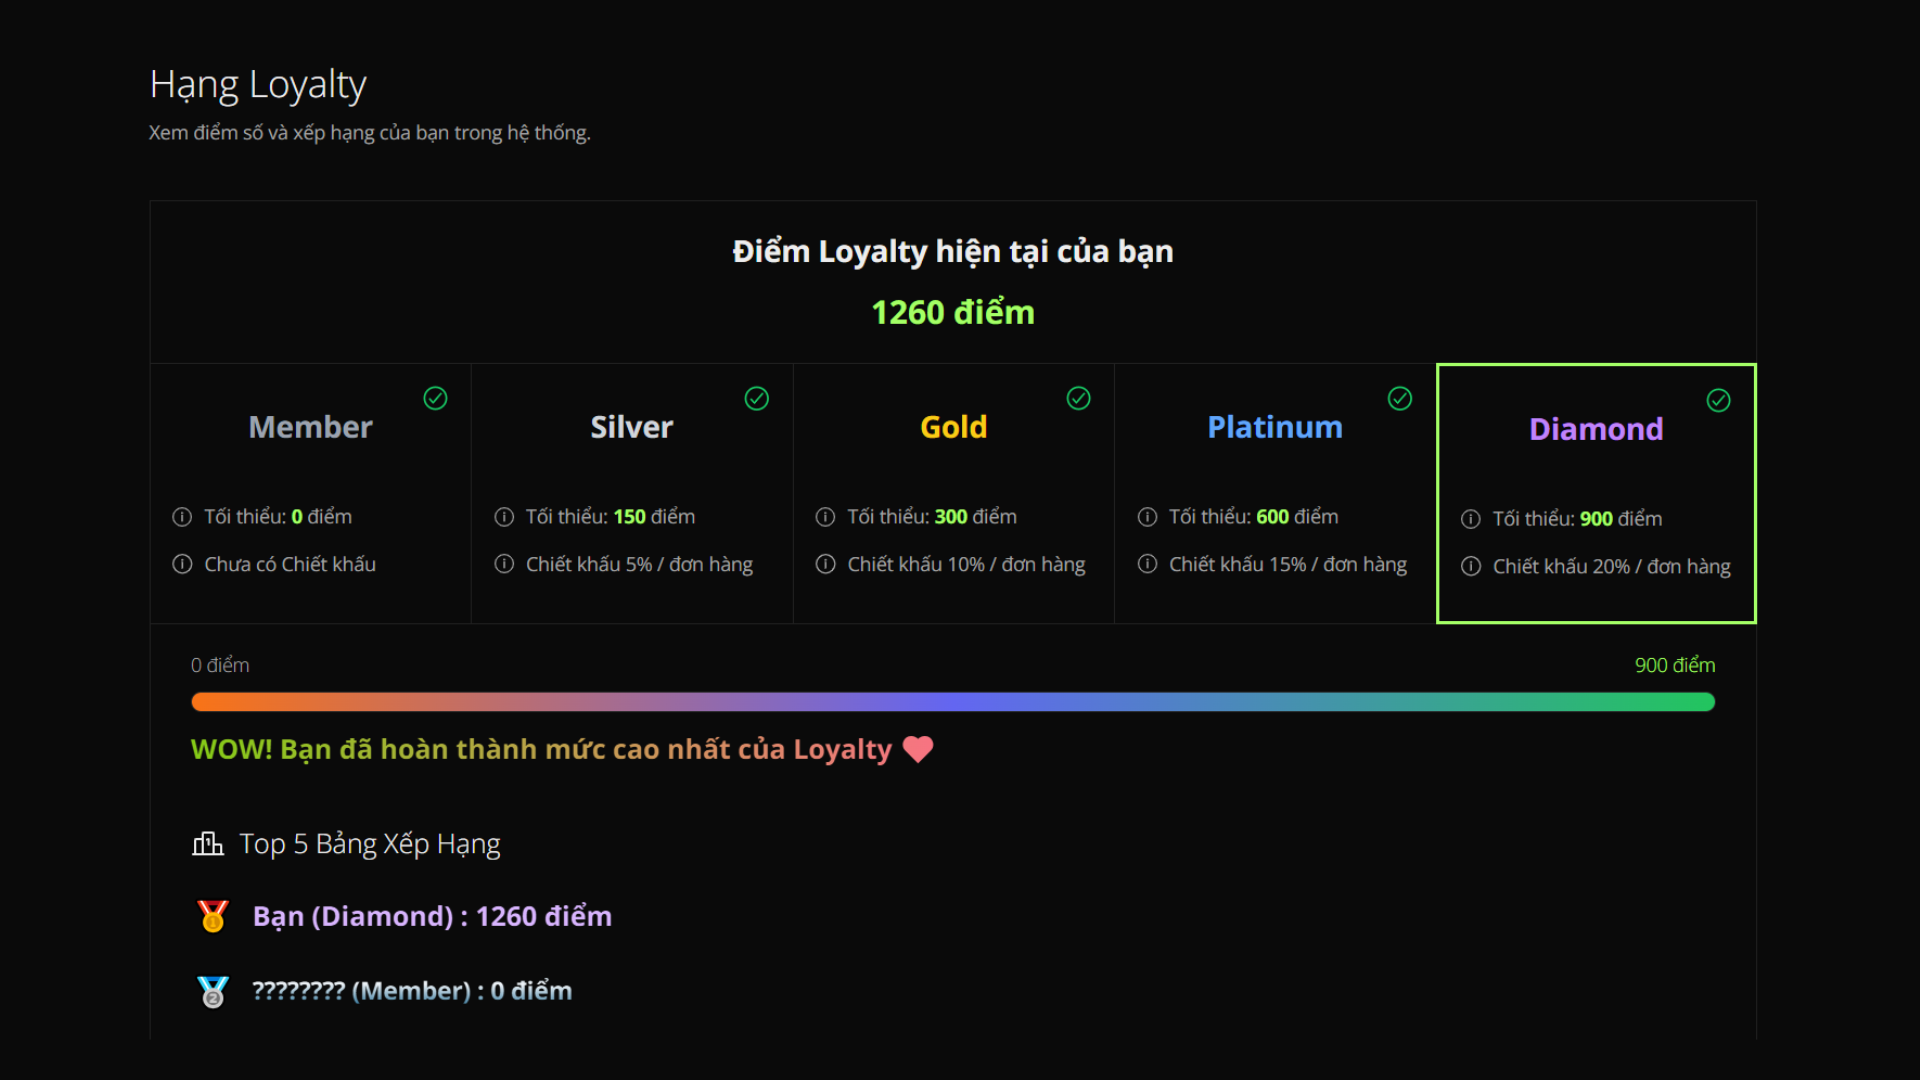 Hạng Loyalty
Xem điểm số và xếp hạng của bạn trong hệ thống.
Điểm Loyalty hiện tại của bạn
1260 điểm
Member
Tối thiểu: 0 điểm
Chưa có Chiết khấu
Silver
Tối thiểu: 150 điểm
Chiết khấu 5% / đơn hàng
Gold
Tối thiểu: 300 điểm
Chiết khấu 10% / đơn hàng
Platinum
Tối thiểu: 600 điểm
Chiết khấu 15% / đơn hàng
Diamond
Tối thiểu: 900 điểm
Chiết khấu 20% / đơn hàng
0 điểm
900 điểm
WOW! Bạn đã hoàn thành mức cao nhất của Loyalty
Top 5 Bảng Xếp Hạng
Bạn (Diamond) : 1260 điểm
???????? (Member) : 0 điểm